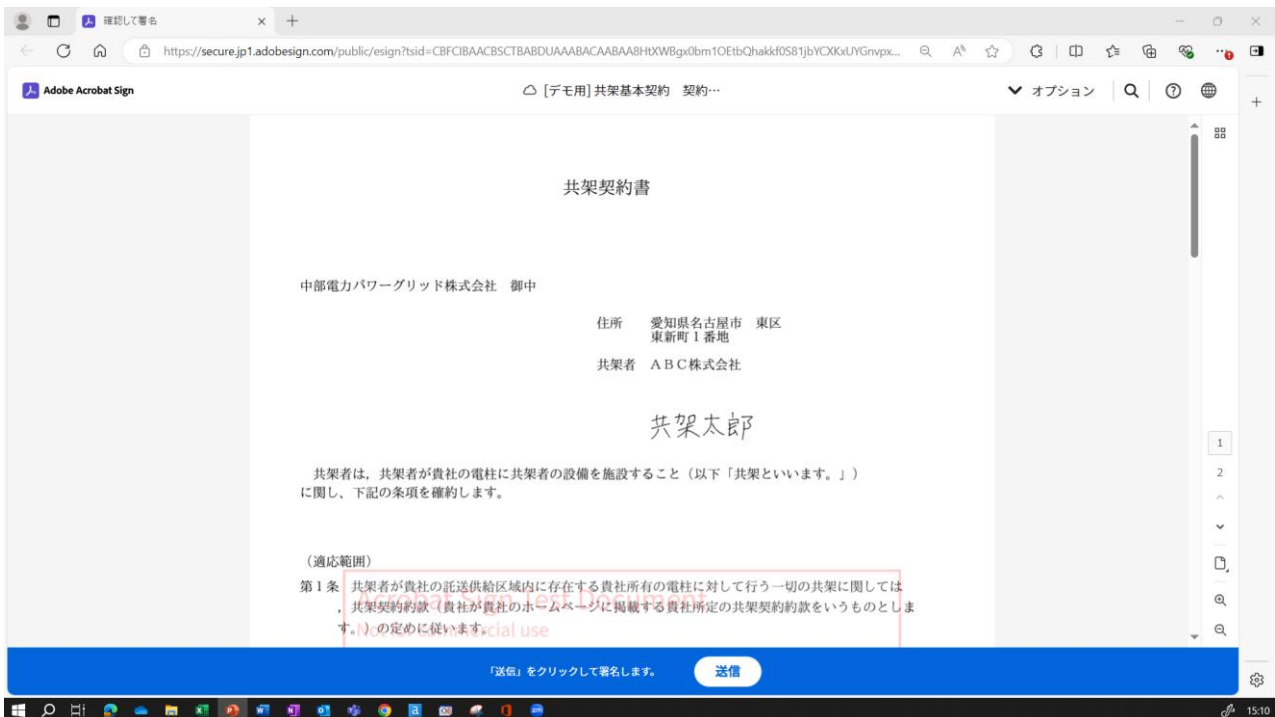 確認して署名
https://secure.jp1.adobesign.com/public/esign?tsid=CBFCIBAACBSCTBABDUAAABACAABAA8HtXWBgx0bm1OEtbQhakkf0S81jbYCXKxUYGnvpx...
Adobe Acrobat Sign
[デモ用] 共架基本契約　契約…
オプション
共架契約書
中部電力パワーグリッド株式会社　御中
住所　愛知県名古屋市　東区
東新町１番地
共架者　ＡＢＣ株式会社
共架太郎
共架者は，共架者が貴社の電柱に共架者の設備を施設すること（以下「共架といいます。」）
に関し、下記の条項を確約します。
（適応範囲）
第１条　共架者が貴社の託送供給区域内に存在する貴社所有の電柱に対して行う一切の共架に関しては
，共架契約約款（貴社が貴社のホームページに掲載する貴社所定の共架契約約款をいうものとしま
す。）の定めに従います。
Acrobat Sign Test Document
Not for commercial use
1
2
「送信」をクリックして署名します。
送信
15:10